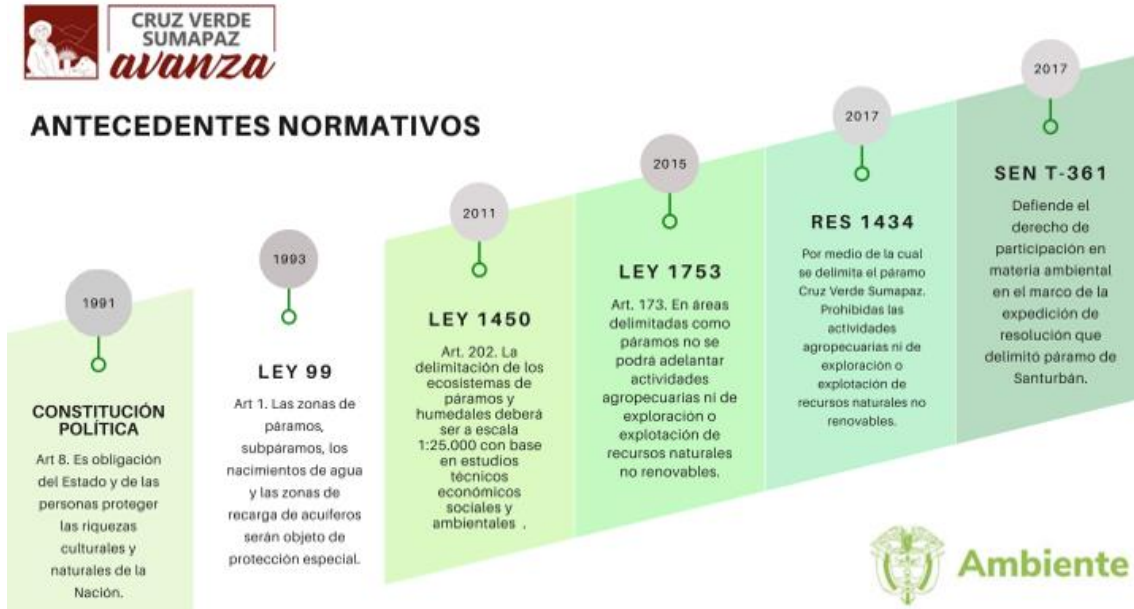 CRUZ VERDE
SUMAPAZ
avanza
ANTECEDENTES NORMATIVOS
1991
CONSTITUCIÓN
POLÍTICA
Art 8. Es obligación
del Estado y de las
personas proteger
las riquezas
culturales y
naturales de la
Nación.
1993
LEY 99
Art 1. Las zonas de
páramos,
subpáramos, los
nacimientos de agua
y las zonas de
recarga de acuíferos
serán objeto de
protección especial.
2011
LEY 1450
Art. 202. La
delimitación de los
ecosistemas de
páramos y
humedales deberá
ser a escala
1:25.000 con base
en estudios
técnicos
económicos
sociales y
ambientales .
2015
LEY 1753
Art. 173. En áreas
delimitadas como
páramos no se
podrá adelantar
actividades
agropecuarias ni de
exploración o
explotación de
recursos naturales
no renovables.
2017
RES 1434
Por medio de la cual
se delimita el páramo
Cruz Verde Sumapaz.
Prohibidas las
actividades
agropecuarias ni de
exploración o
explotación de
recursos naturales no
renovables.
2017
SEN T-361
Defiende el
derecho de
participación en
materia ambiental
en el marco de la
expedición de
resolución que
delimitó páramo de
Santurbán.
Ambiente